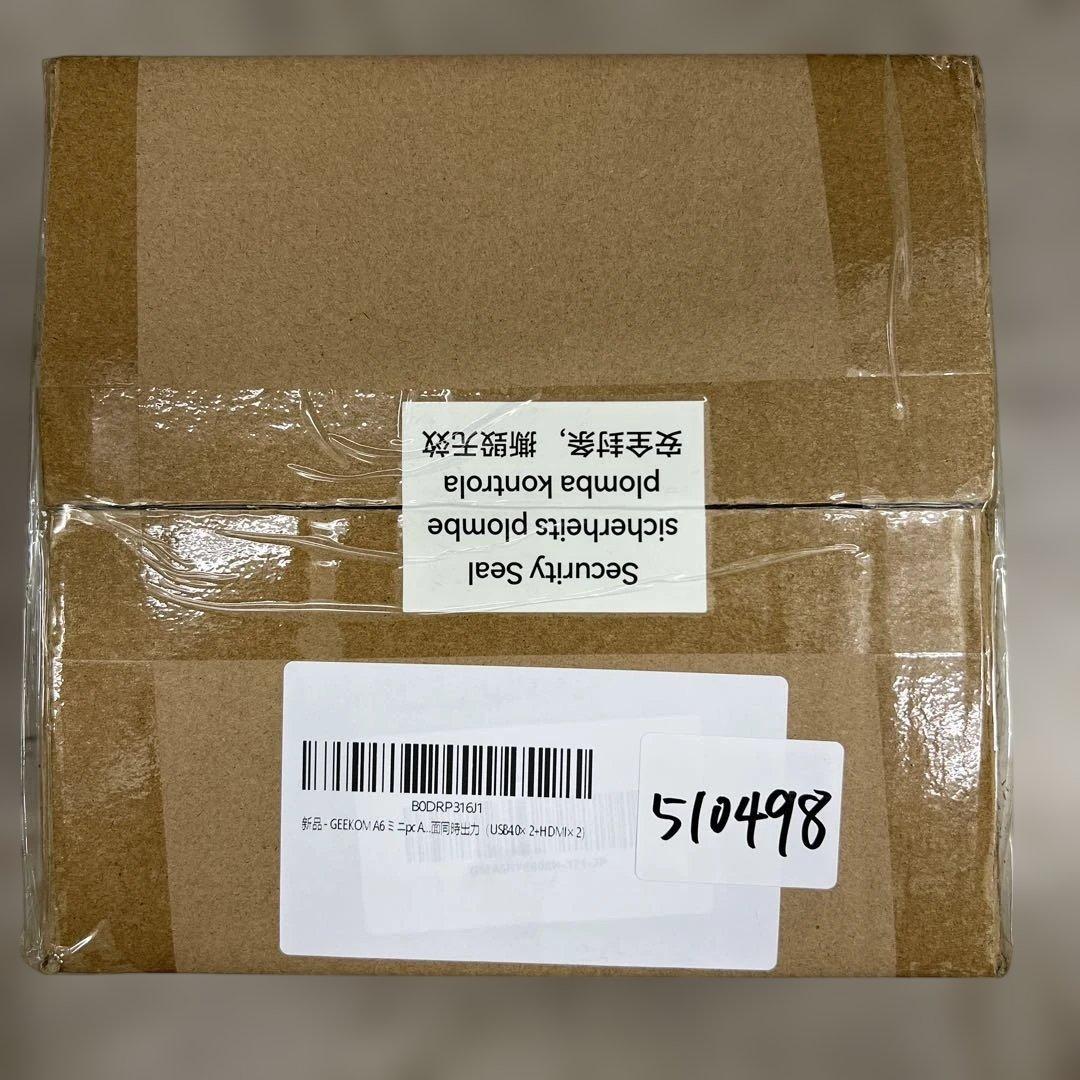 安全封条，撕毁无效
plomba kontrola
sicherheits plombe
Security Seal
B0DRP316J1
新品 - GEEKOM A6 ミニpc A...面同時出力（USB4.0×2+HDMI×2）
510498